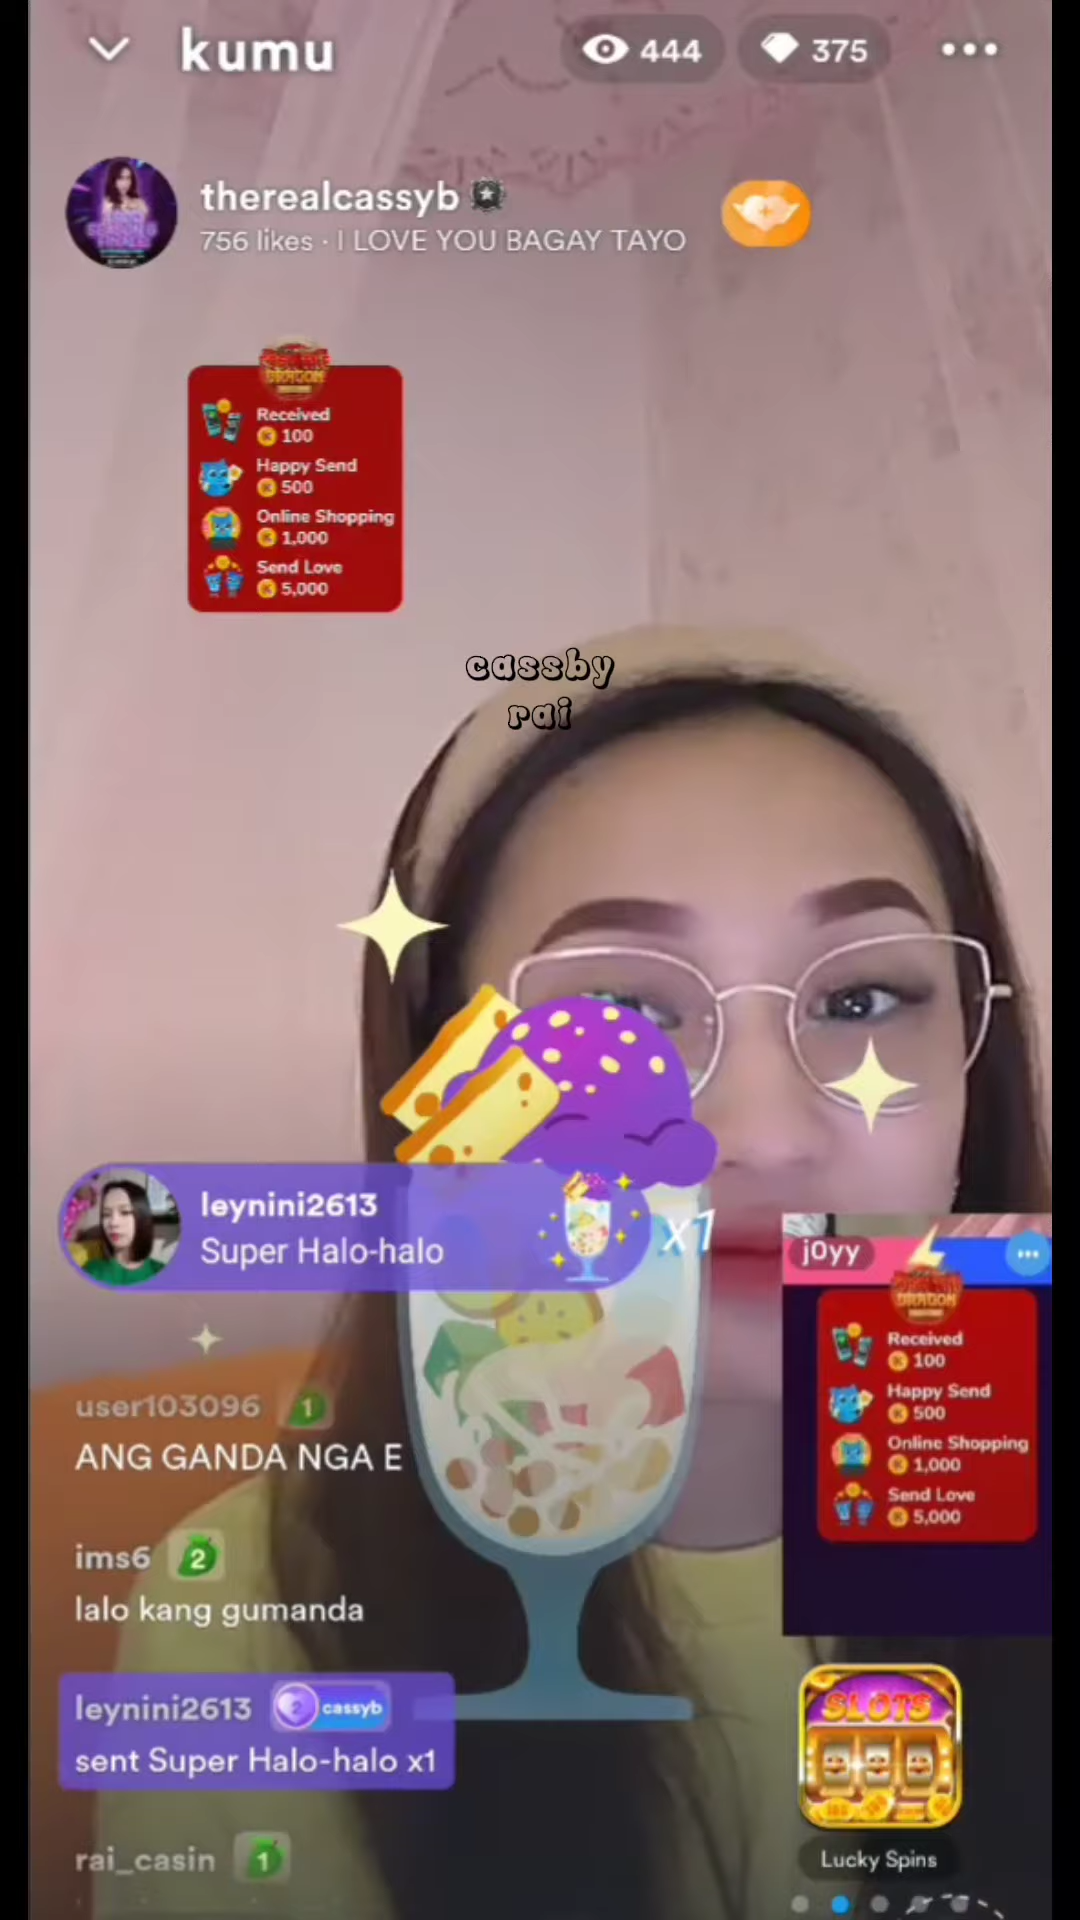 kumu
444
375
therealcassyb
756 likes · I LOVE YOU BAGAY TAYO
DRAGON
Received
100
Happy Send
500
Online Shopping
1,000
Send Love
5,000
cassby
rai
leynini2613
Super Halo-halo
x1
j0yy
DRAGON
Received
100
Happy Send
500
Online Shopping
1,000
Send Love
5,000
user103096 1
ANG GANDA NGA E
ims6 2
lalo kang gumanda
leynini2613 2 cassyb
sent Super Halo-halo x1
rai_casin 1
SLOTS
Lucky Spins